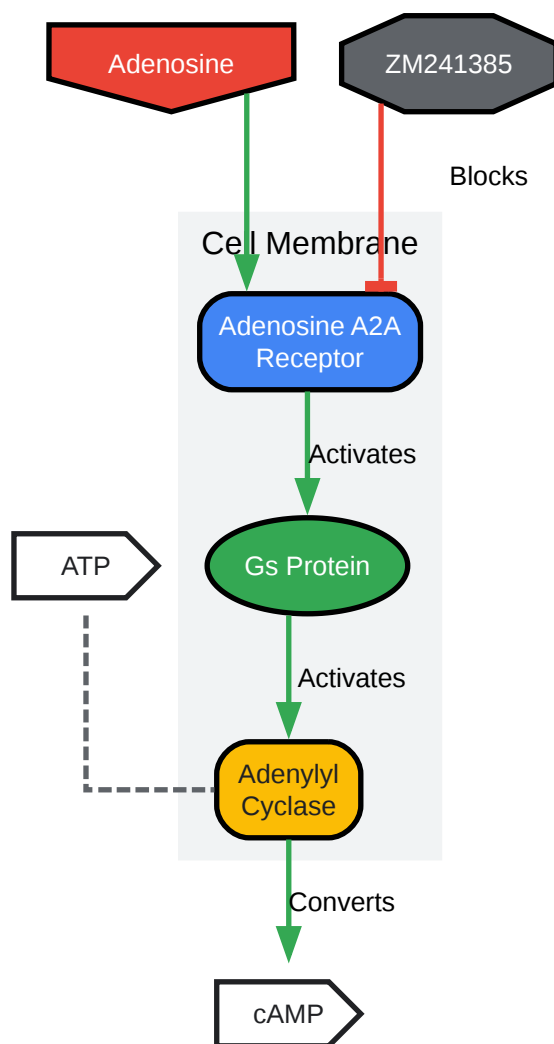 Adenosine
ZM241385
Blocks
Cell Membrane
Adenosine A2A
Receptor
Activates
ATP
Gs Protein
Activates
Adenylyl
Cyclase
Converts
cAMP